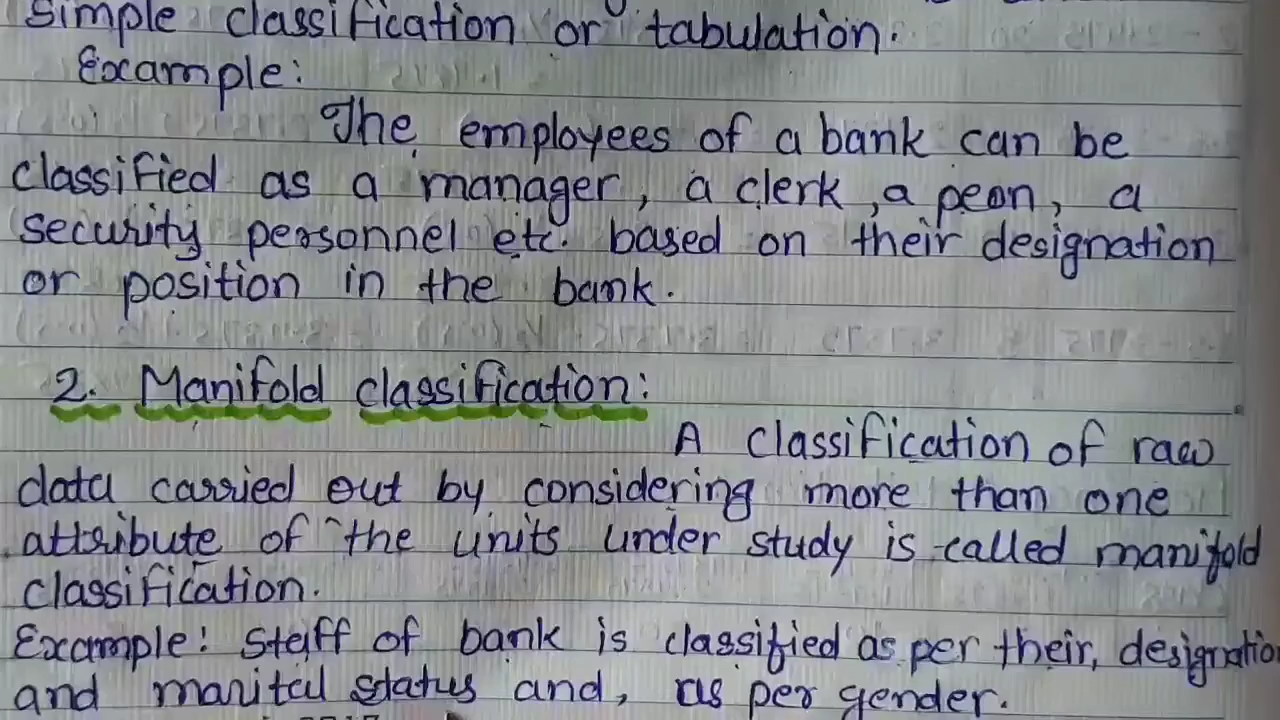 simple classification or tabulation.
Example:
The employees of a bank can be
classified as a manager, a clerk, a peon, a
security personnel etc. based on their designation
or position in the bank.
2. Manifold classification:
A classification of raw
data carried out by considering more than one
attribute of the units under study is called manifold
classification.
Example: Staff of bank is classified as per their, designation
and marital status and, as per gender.